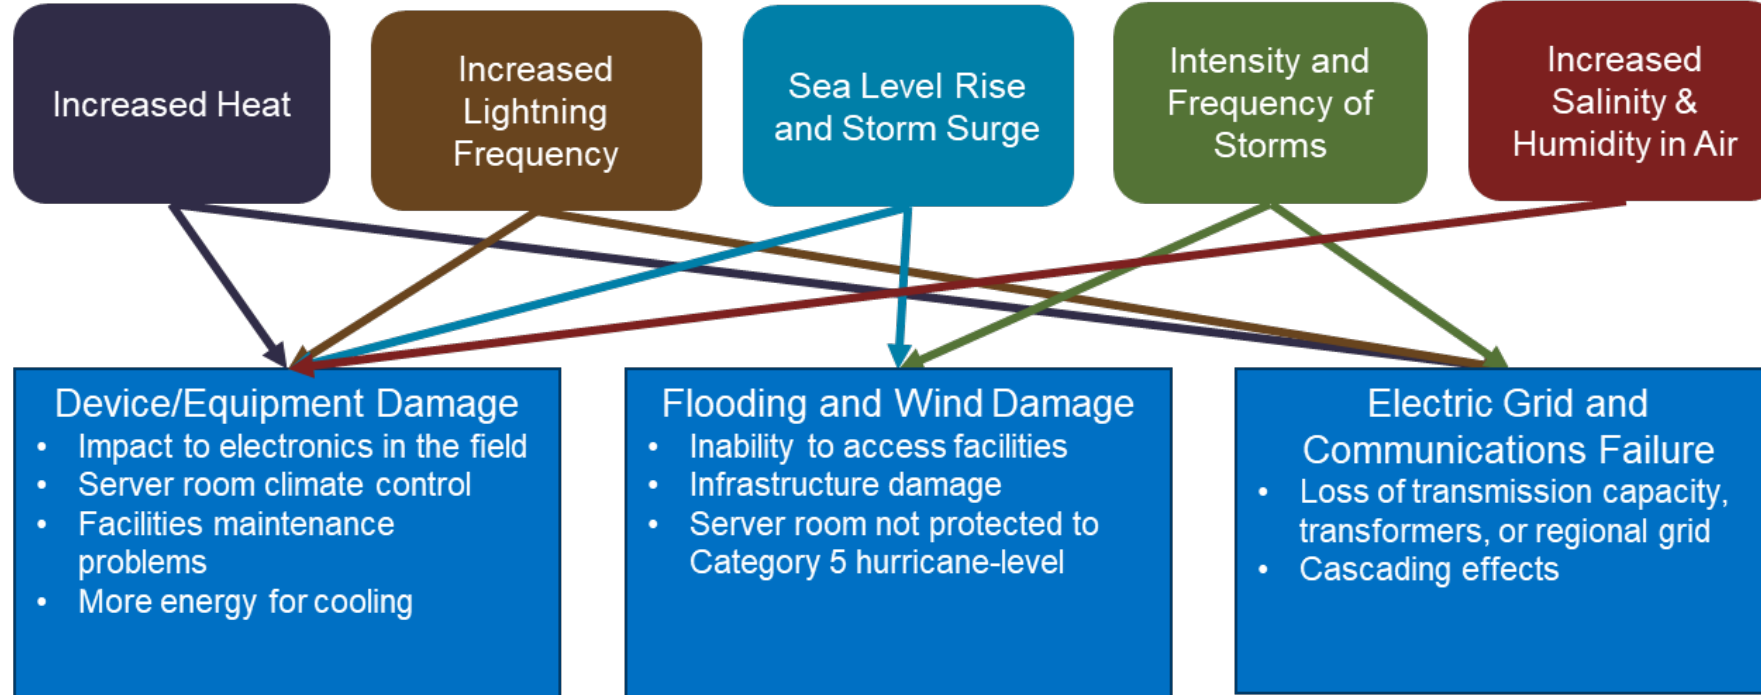 Increased Heat
Increased
Lightning
Frequency
Sea Level Rise
and Storm Surge
Intensity and
Frequency of
Storms
Increased
Salinity &
Humidity in Air
Device/Equipment Damage
• Impact to electronics in the field
• Server room climate control
• Facilities maintenance
problems
• More energy for cooling
Flooding and Wind Damage
• Inability to access facilities
• Infrastructure damage
• Server room not protected to
Category 5 hurricane-level
Electric Grid and
Communications Failure
• Loss of transmission capacity,
transformers, or regional grid
• Cascading effects